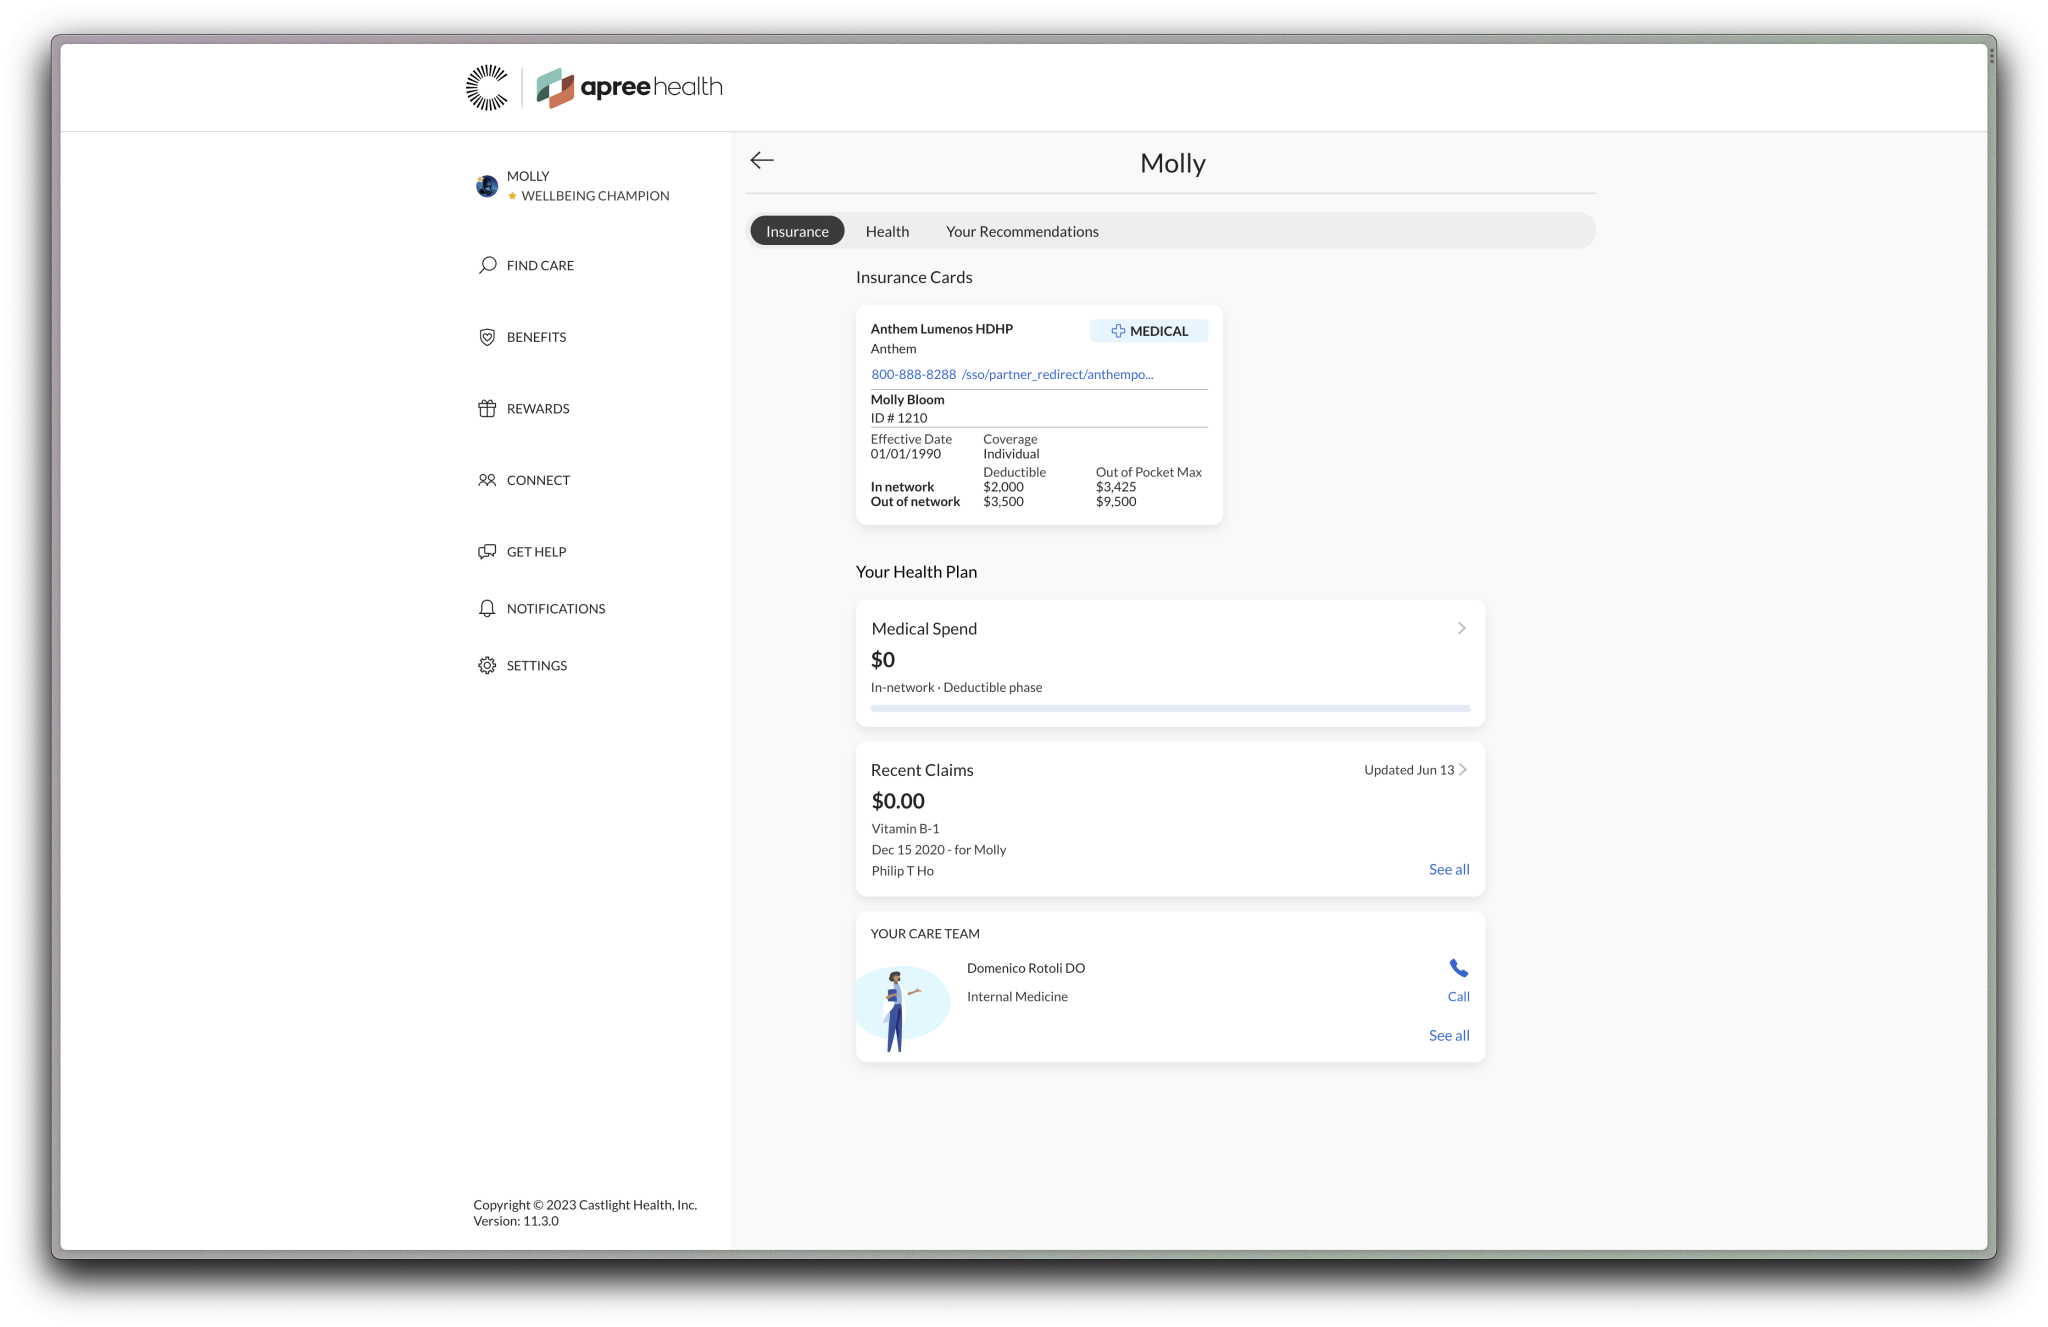 apree health
MOLLY
WELLBEING CHAMPION
FIND CARE
BENEFITS
REWARDS
CONNECT
GET HELP
NOTIFICATIONS
SETTINGS
Copyright © 2023 Castlight Health, Inc.
Version: 11.3.0
Molly
Insurance Health Your Recommendations
Insurance Cards
Anthem Lumenos HDHP MEDICAL
Anthem
800-888-8288 /sso/partner_redirect/anthempo...
Molly Bloom
ID # 1210
Effective Date Coverage
01/01/1990 Individual
Deductible Out of Pocket Max
In network $2,000 $3,425
Out of network $3,500 $9,500
Your Health Plan
Medical Spend
$0
In-network · Deductible phase
Recent Claims Updated Jun 13
$0.00
Vitamin B-1
Dec 15 2020 - for Molly
Philip T Ho See all
YOUR CARE TEAM
Domenico Rotoli DO
Internal Medicine Call
See all